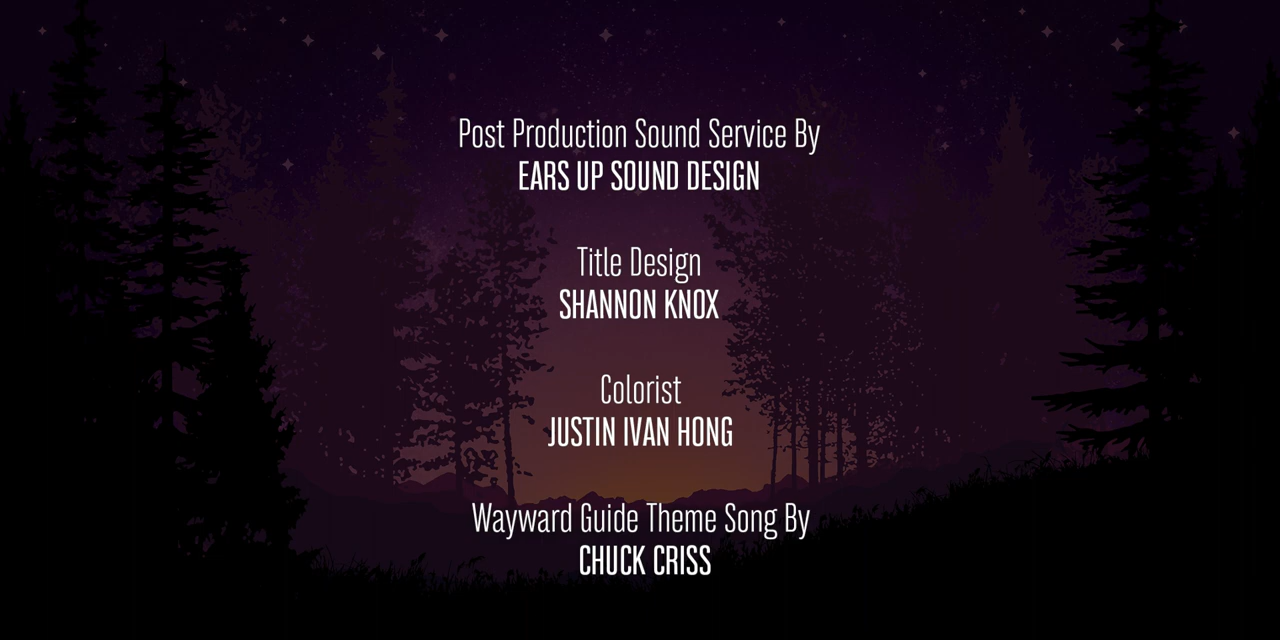 Post Production Sound Service By
EARS UP SOUND DESIGN
Title Design
SHANNON KNOX
Colorist
JUSTIN IVAN HONG
Wayward Guide Theme Song By
CHUCK CRISS